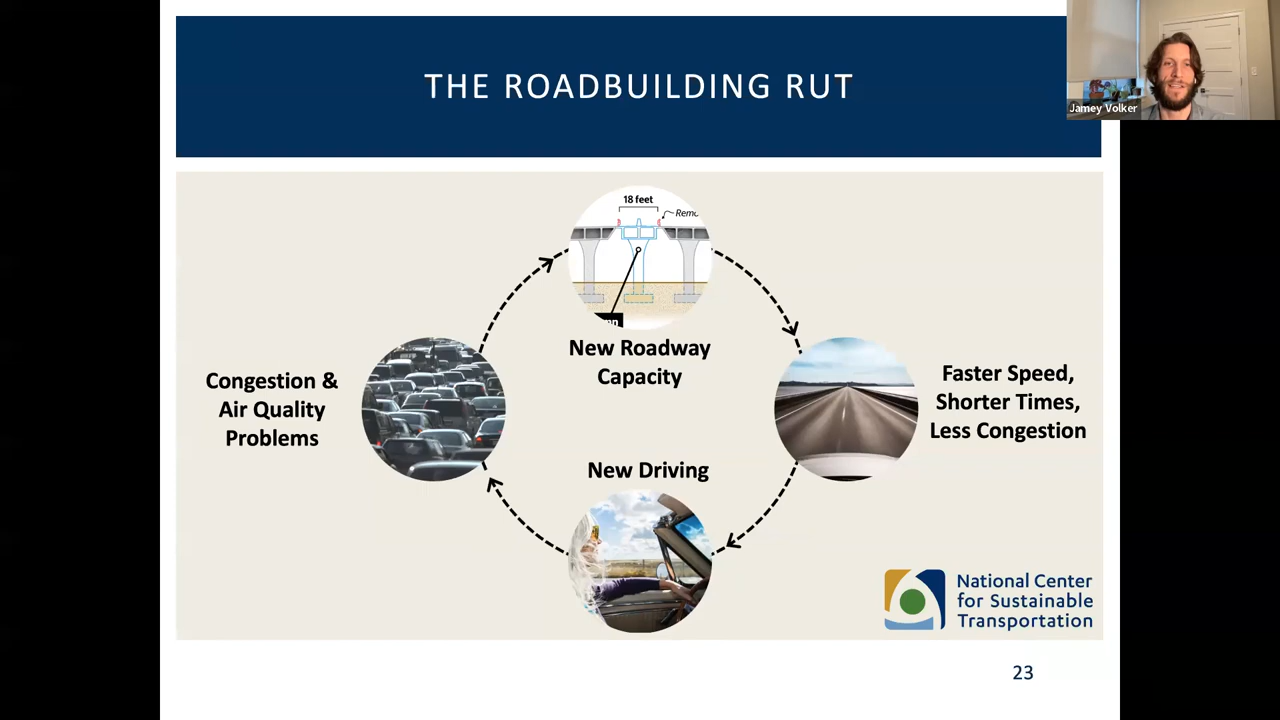 THE ROADBUILDING RUT
Jamey Volker
18 feet
New Roadway
Capacity
Congestion &
Air Quality
Problems
Faster Speed,
Shorter Times,
Less Congestion
New Driving
National Center
for Sustainable
Transportation
23